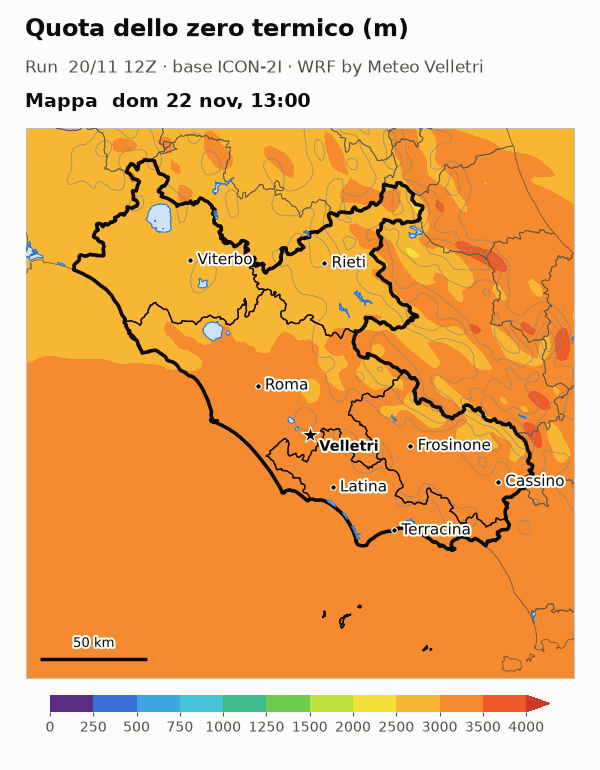 Quota dello zero termico (m)
Run  20/11 12Z · base ICON-2I · WRF by Meteo Velletri
Mappa  dom 22 nov, 13:00
Viterbo
Rieti
Roma
Velletri
Frosinone
Latina
Cassino
Terracina
50 km
0 250 500 750 1000 1250 1500 2000 2500 3000 3500 4000